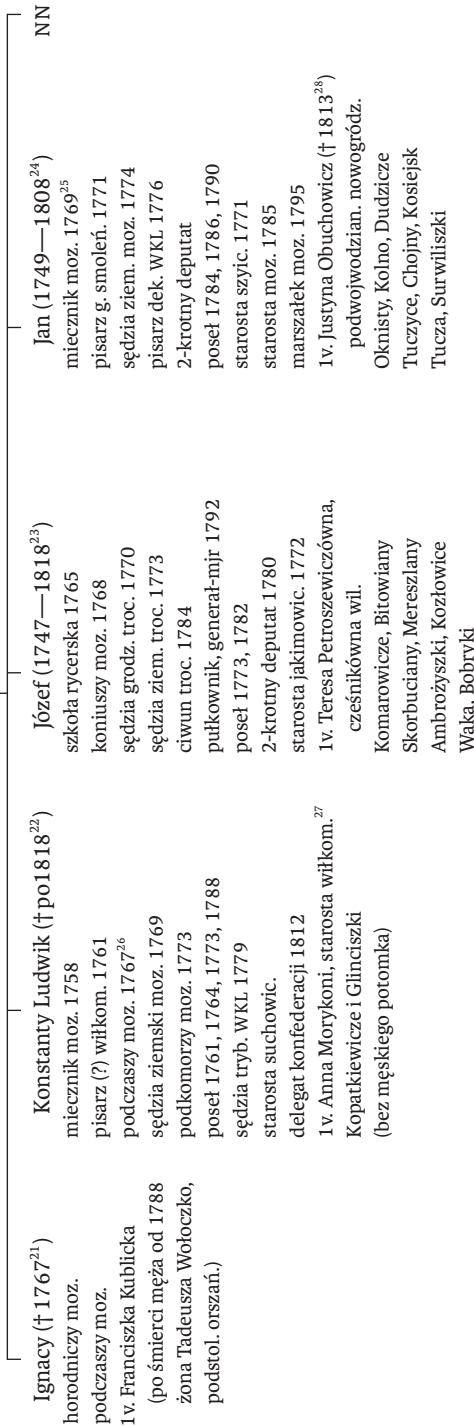 Ignacy († 1767²¹)
horodniczy moz.
podczaszy moz.
1v. Franciszka Kublicka
(po śmierci męża od 1788
żona Tadeusza Wołoczko,
podstol. orszań.)
Konstanty Ludwik († po1818²²)
miecznik moz. 1758
pisarz (?) wiłkom. 1761
podczaszy moz. 1767²⁶
sędzia ziemski moz. 1769
podkomorzy moz. 1773
poseł 1761, 1764, 1773, 1788
sędzia tryb. WKL 1779
starosta suchowic.
delegat konfederacji 1812
1v. Anna Morykoni, starosta wiłkom.²⁷
Kopatkiewicze i Glinciszki
(bez męskiego potomka)
Józef (1747—1818²³)
szkoła rycerska 1765
koniuszy moz. 1768
sędzia grodz. troc. 1770
sędzia ziem. troc. 1773
ciwun troc. 1784
pułkownik, generał-mjr 1792
poseł 1773, 1782
2-krotny deputat 1780
starosta jakimowic. 1772
1v. Teresa Petroszewiczówna,
cześnikówna wil.
Komarowicze, Bitowiany
Skorbuciany, Mereszlany
Ambrożyszki, Kozłowice
Waka, Bobryki
Jan (1749—1808²⁴)
miecznik moz. 1769²⁵
pisarz g. smoleń. 1771
sędzia ziem. moz. 1774
pisarz dek. WKL 1776
2-krotny deputat
poseł 1784, 1786, 1790
starosta szyic. 1771
starosta moz. 1785
marszałek moz. 1795
1v. Justyna Obuchowicz († 1813²⁸)
podwojwodzian. nowogródz.
Oknisty, Kolno, Dudzicze
Tuczyce, Chojny, Kosiejsk
Tucza, Surwiliszki
NN